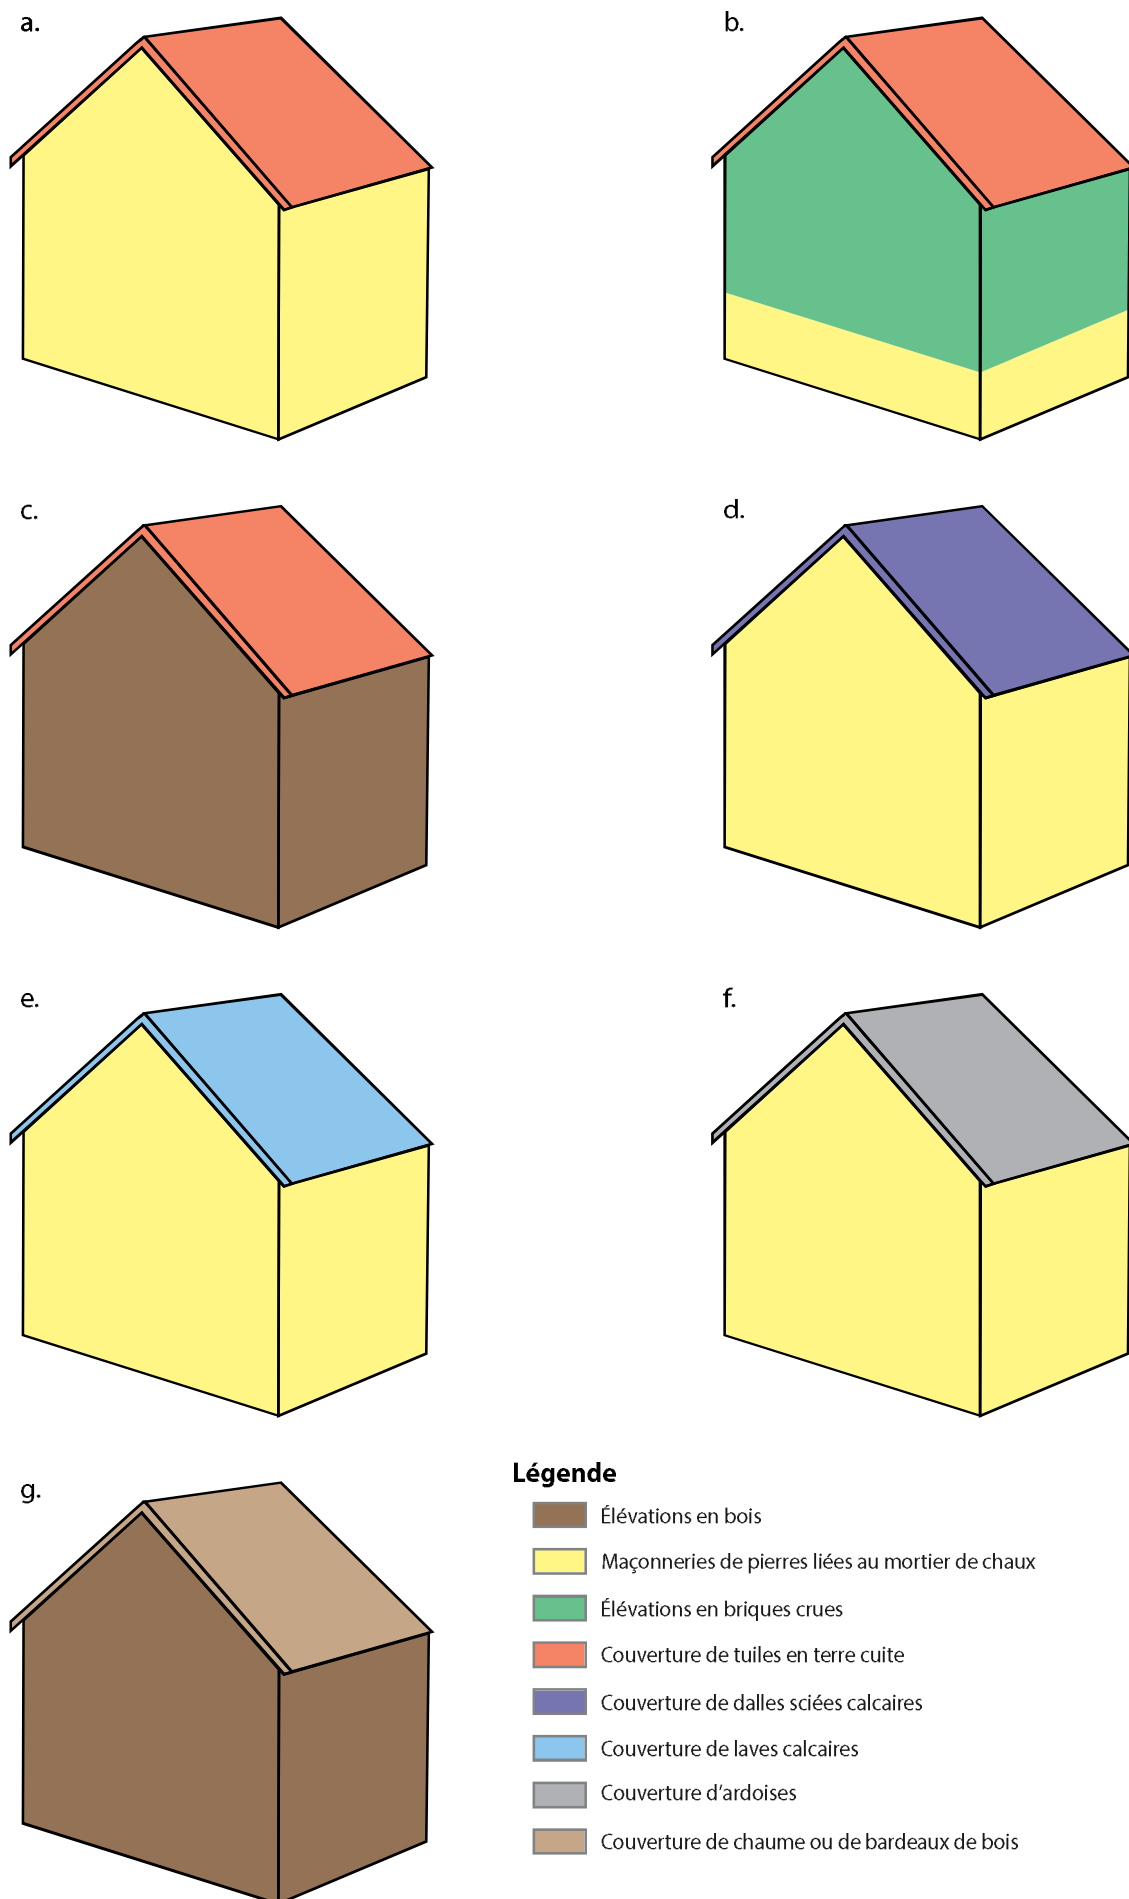 a.
b.
c.
d.
e.
f.
g.
Légende
Élévations en bois
Maçonneries de pierres liées au mortier de chaux
Élévations en briques crues
Couverture de tuiles en terre cuite
Couverture de dalles sciées calcaires
Couverture de laves calcaires
Couverture d'ardoises
Couverture de chaume ou de bardeaux de bois